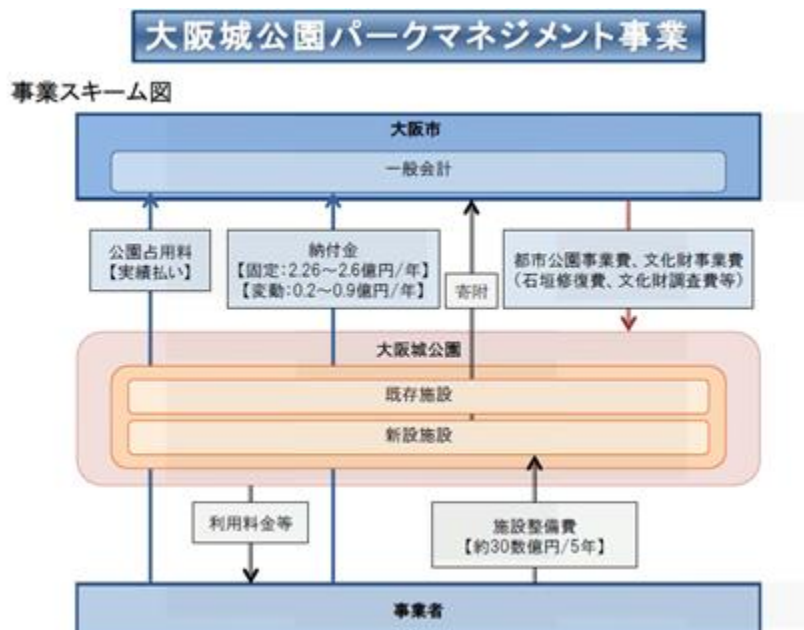 大阪城公園パークマネジメント事業
事業スキーム図
大阪市
一般会計
公園占用料
【実績払い】
納付金
【固定:2.26～2.6億円/年】
【変動:0.2～0.9億円/年】
寄附
都市公園事業費、文化財事業費
(石垣修復費、文化財調査費等)
大阪城公園
既存施設
新設施設
利用料金等
施設整備費
【約30数億円/5年】
事業者